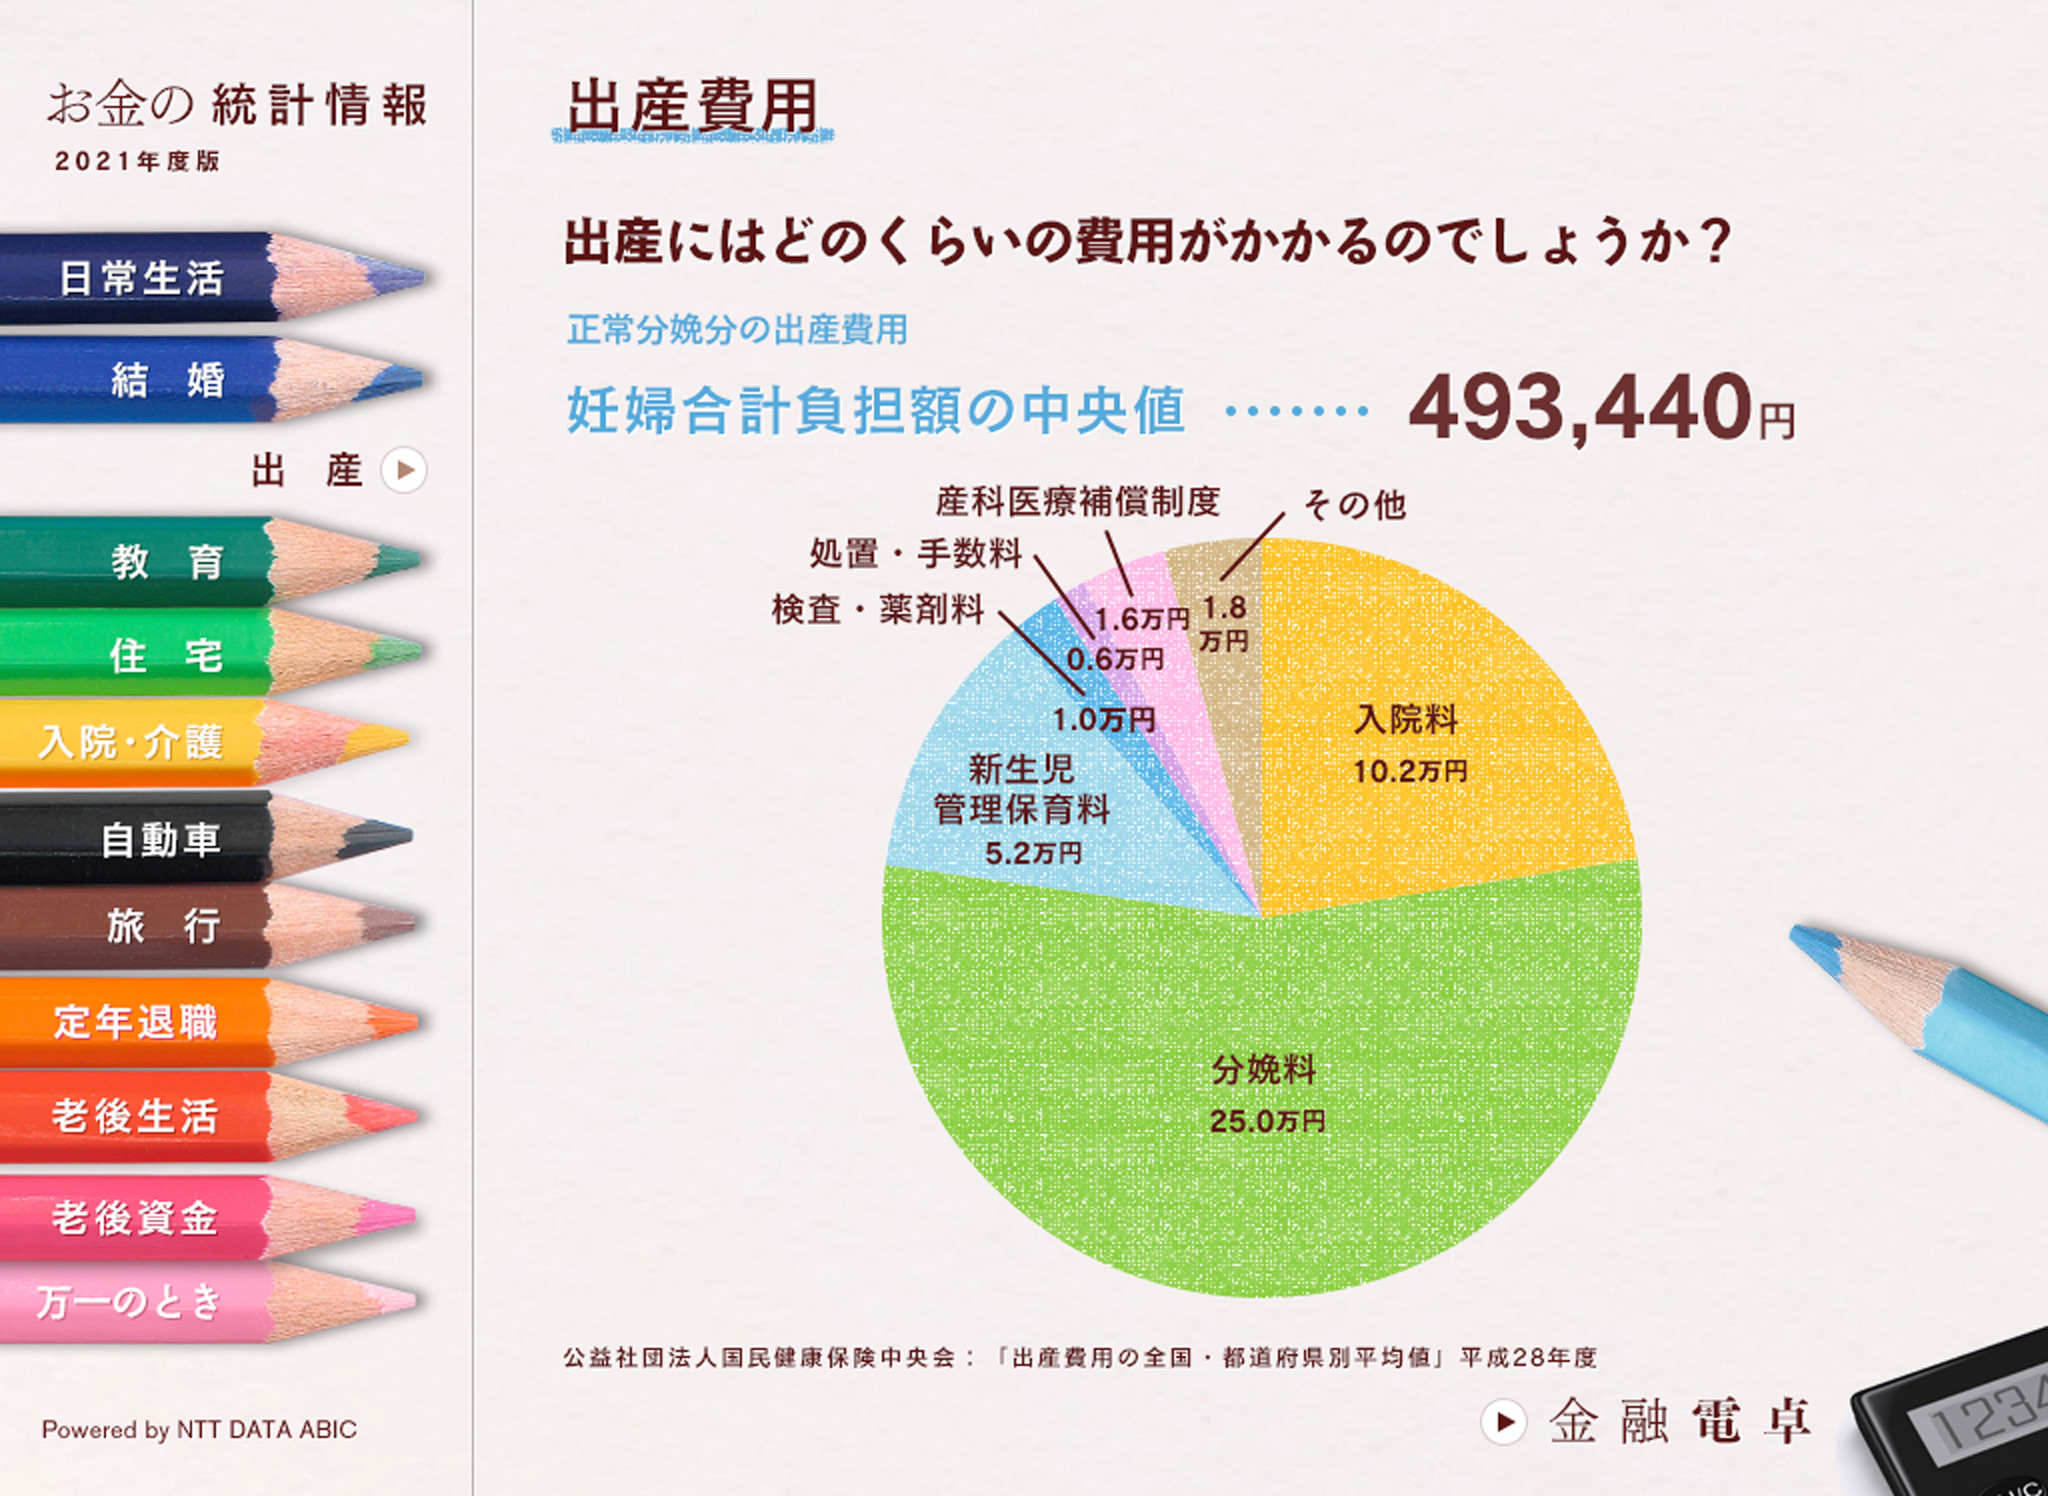 お金の 統計情報
2021年度版
日常生活
結　婚
出　産
教　育
住　宅
入院・介護
自動車
旅　行
定年退職
老後生活
老後資金
万一のとき
Powered by NTT DATA ABIC
出産費用
出産にはどのくらいの費用がかかるのでしょうか？
正常分娩分の出産費用
妊婦合計負担額の中央値 ・・・・・・・ 493,440円
産科医療補償制度
その他
処置・手数料
検査・薬剤料
1.6万円
1.8
万円
0.6万円
1.0万円
入院料
10.2万円
新生児
管理保育料
5.2万円
分娩料
25.0万円
公益社団法人国民健康保険中央会：「出産費用の全国・都道府県別平均値」平成28年度
金融電卓
1234